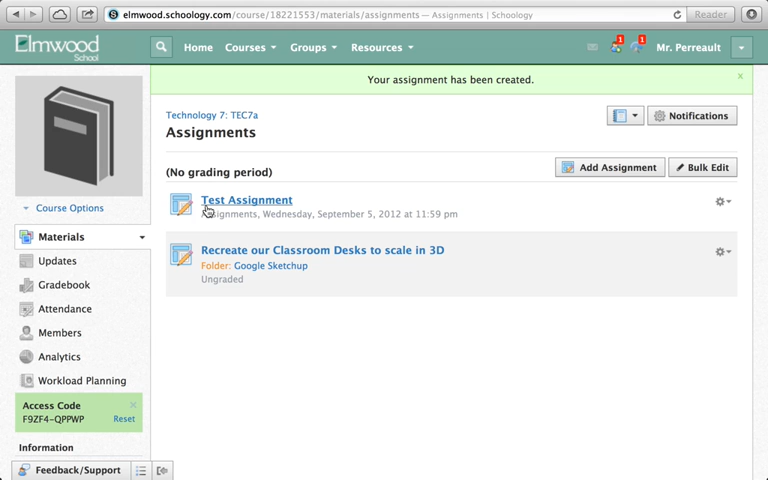 elmwood.schoology.com/course/18221553/materials/assignments — Assignments | Schoology
Reader
Elmwood
School
Home
Courses
Groups
Resources
1
1
Mr. Perreault
Your assignment has been created.
×
Technology 7: TEC7a
Assignments
Notifications
(No grading period)
Add Assignment
Bulk Edit
Test Assignment
Assignments, Wednesday, September 5, 2012 at 11:59 pm
Recreate our Classroom Desks to scale in 3D
Folder: Google Sketchup
Ungraded
Course Options
Materials
Updates
Gradebook
Attendance
Members
Analytics
Workload Planning
Access Code
×
F9ZF4-QPPWP
Reset
Information
Feedback/Support